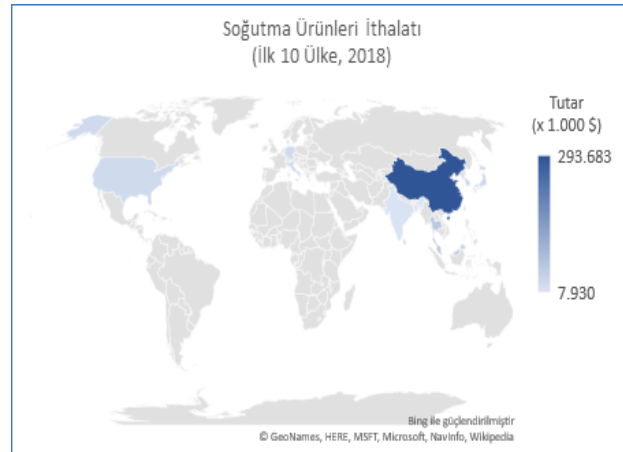 Soğutma Ürünleri İthalatı
(İlk 10 Ülke, 2018)
Tutar
(x 1.000 $)
293.683
7.930
Bing ile güçlendirilmiştir
© GeoNames, HERE, MSFT, Microsoft, NavInfo, Wikipedia